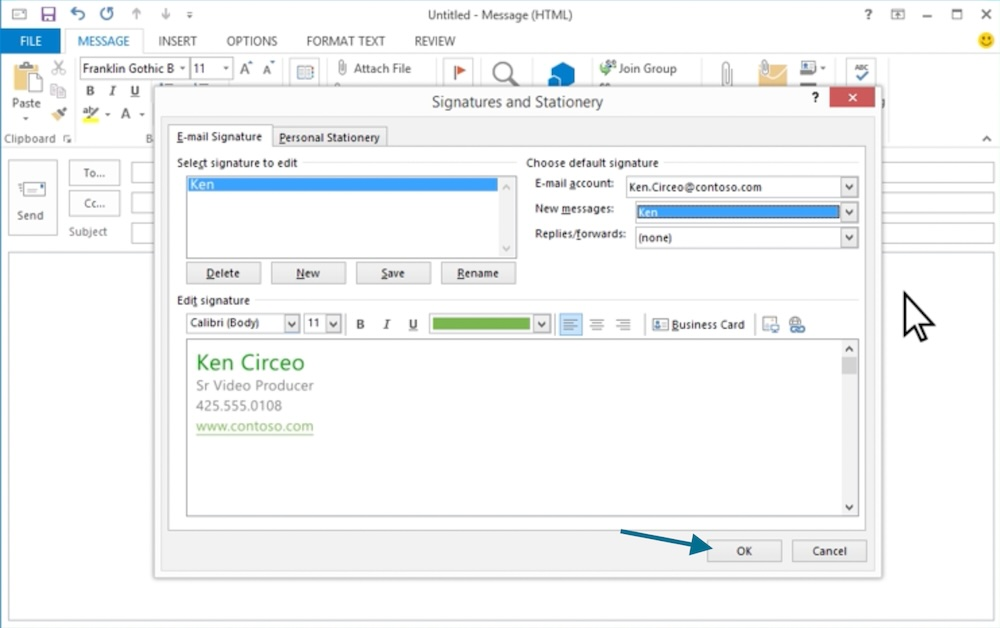 Untitled - Message (HTML)
?
FILE
MESSAGE
INSERT
OPTIONS
FORMAT TEXT
REVIEW
Franklin Gothic B
11
A
A
Attach File
Join Group
ABC
Paste
B
I
U
aby
A
Clipboard
Signatures and Stationery
?
E-mail Signature
Personal Stationery
Select signature to edit
Ken
Delete
New
Save
Rename
Choose default signature
E-mail account:
Ken.Circeo@contoso.com
New messages:
Ken
Replies/forwards:
(none)
Edit signature
Calibri (Body)
11
B
I
U
Business Card
Ken Circeo
Sr Video Producer
425.555.0108
www.contoso.com
OK
Cancel
Send
To...
Cc...
Subject